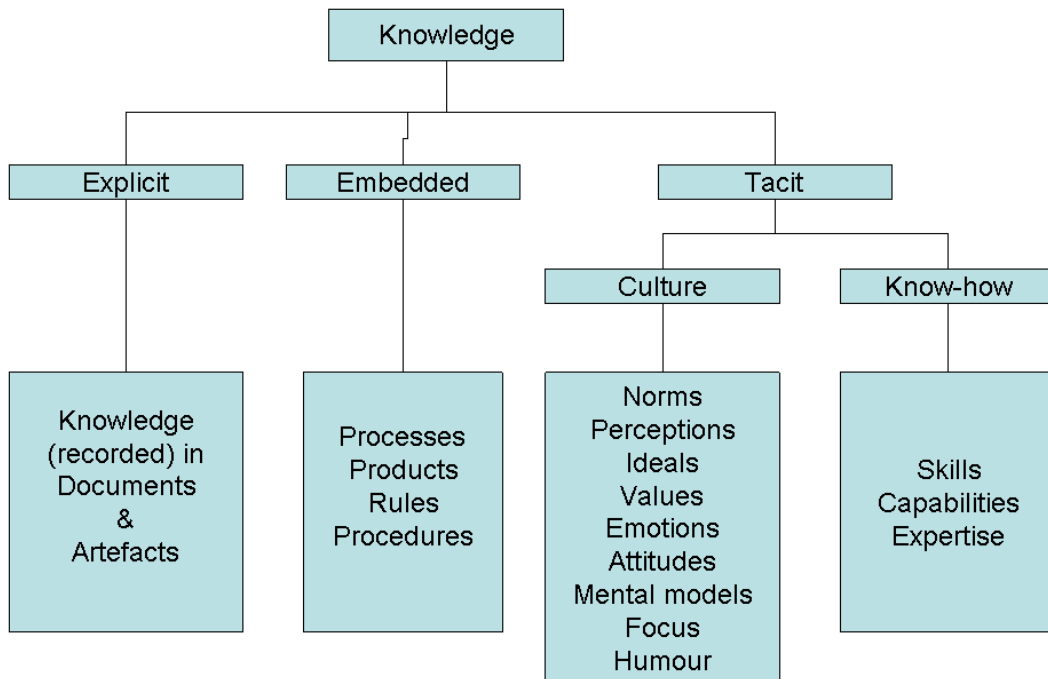 Knowledge
Explicit
Embedded
Tacit
Culture
Know-how
Knowledge
(recorded) in
Documents
&
Artefacts
Processes
Products
Rules
Procedures
Norms
Perceptions
Ideals
Values
Emotions
Attitudes
Mental models
Focus
Humour
Skills
Capabilities
Expertise